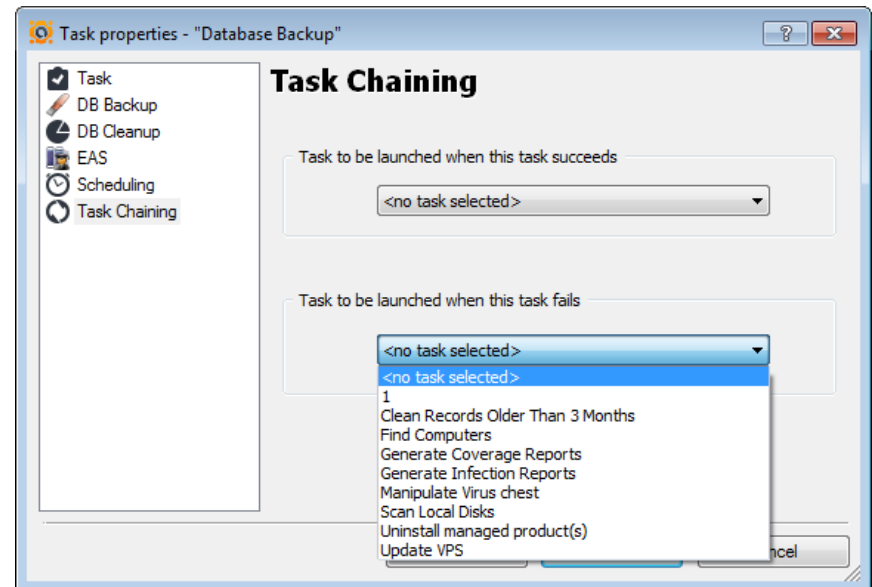 Task properties - "Database Backup"
?
Task
DB Backup
DB Cleanup
EAS
Scheduling
Task Chaining
Task Chaining
Task to be launched when this task succeeds
<no task selected>
Task to be launched when this task fails
<no task selected>
<no task selected>
1
Clean Records Older Than 3 Months
Find Computers
Generate Coverage Reports
Generate Infection Reports
Manipulate Virus chest
Scan Local Disks
Uninstall managed product(s)
Update VPS
ncel